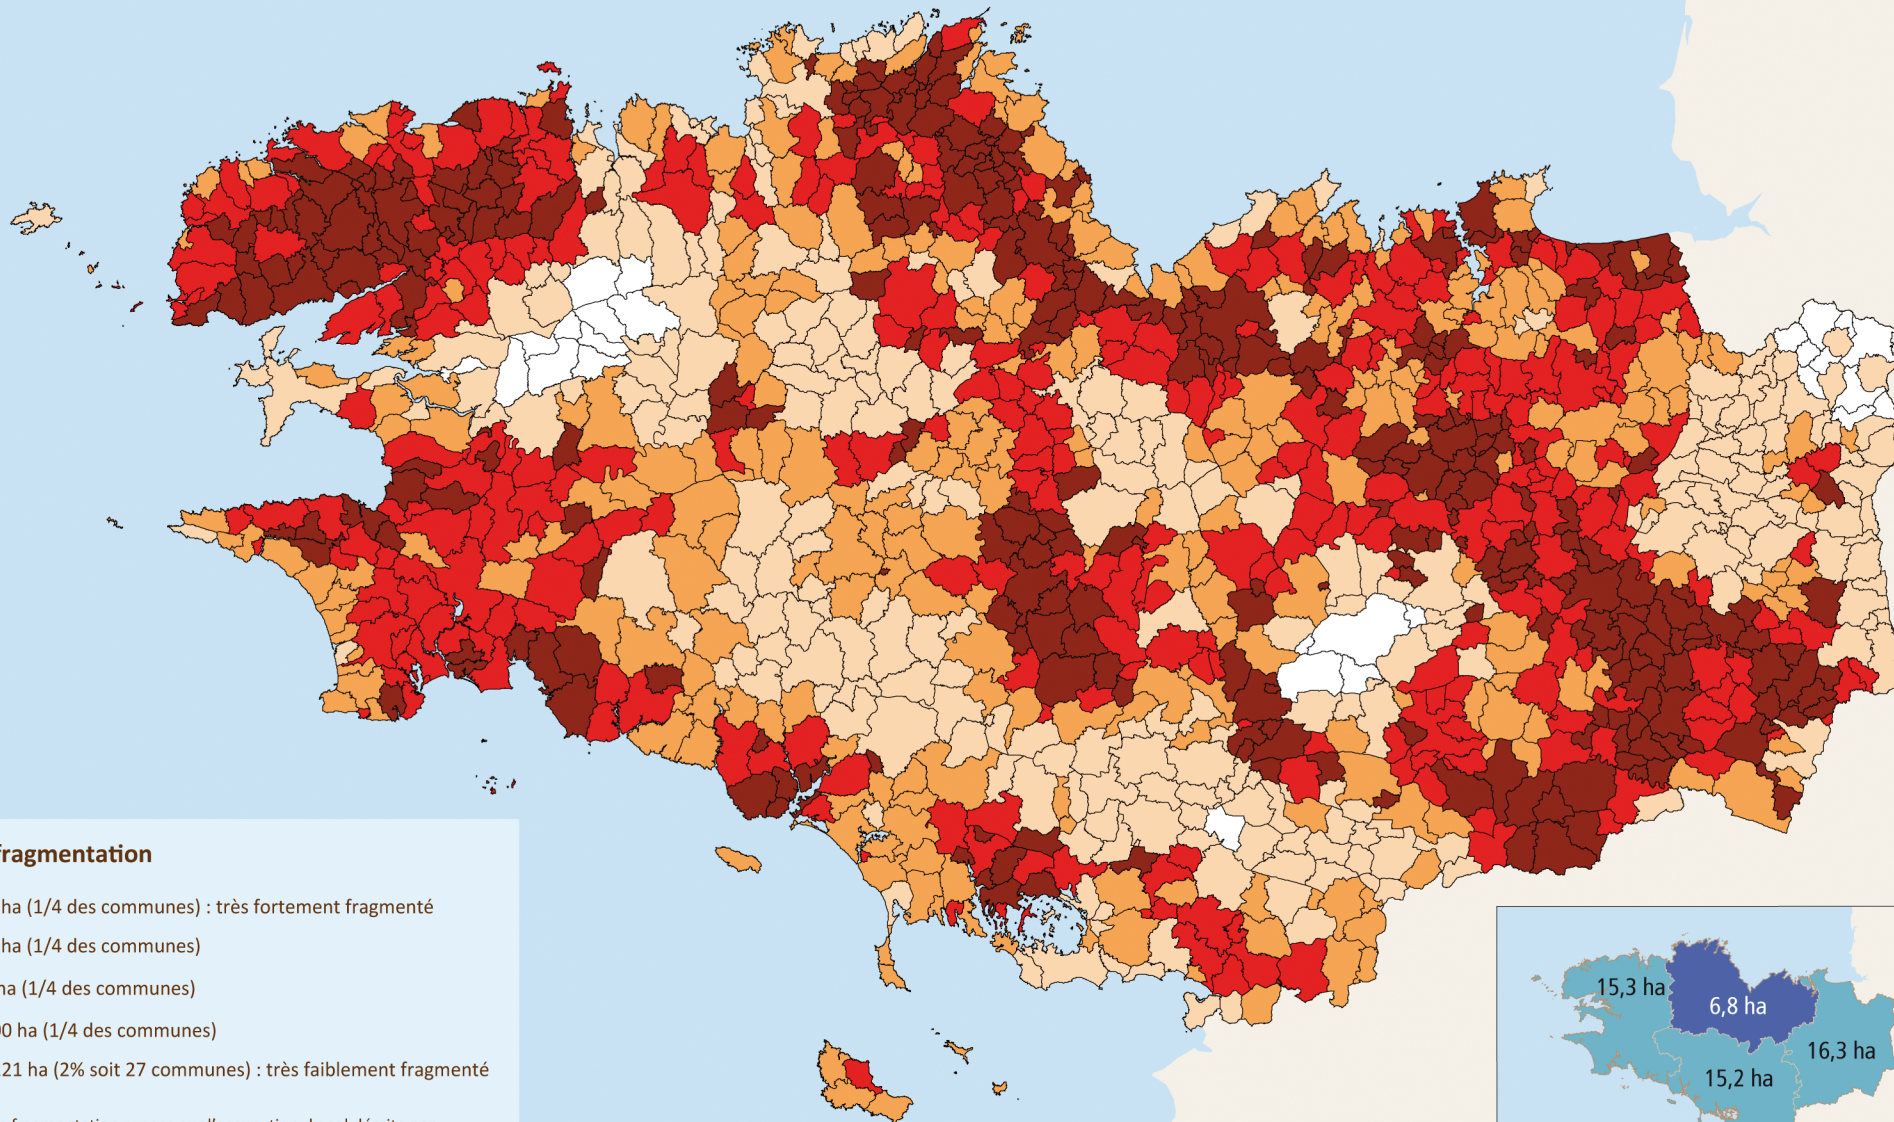 fragmentation
ha (1/4 des communes) : très fortement fragmenté
ha (1/4 des communes)
ha (1/4 des communes)
00 ha (1/4 des communes)
21 ha (2% soit 27 communes) : très faiblement fragmenté
15,3 ha
6,8 ha
16,3 ha
15,2 ha